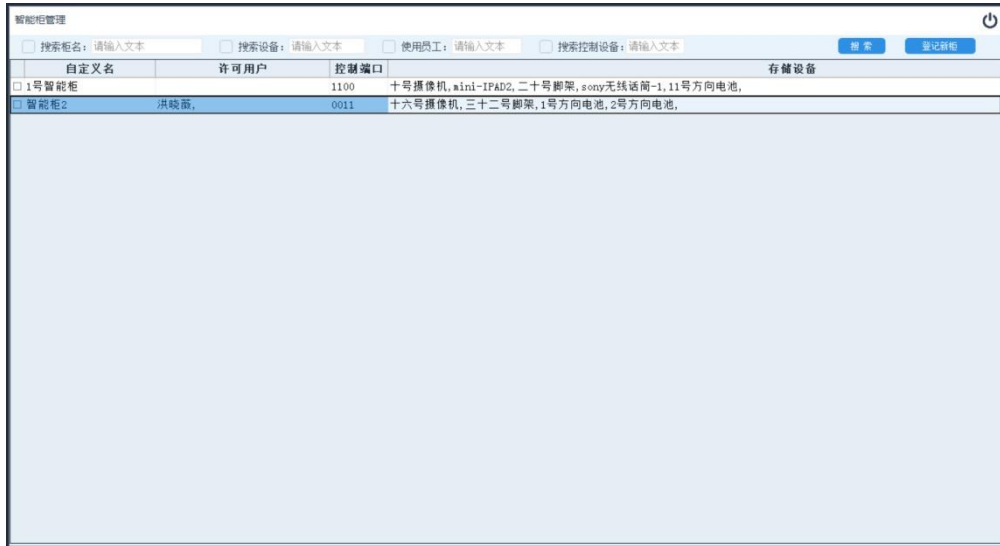 智能柜管理
搜索柜名: 请输入文本 搜索设备: 请输入文本 使用员工: 请输入文本 搜索控制设备: 请输入文本 搜索 登记新柜
自定义名 许可用户 控制端口 存储设备
1号智能柜 1100 十号摄像机,mini-IPAD2,二十号脚架,sony无线话筒-1,11号方向电池,
智能柜2 洪晓薇, 0011 十六号摄像机,三十二号脚架,1号方向电池,2号方向电池,